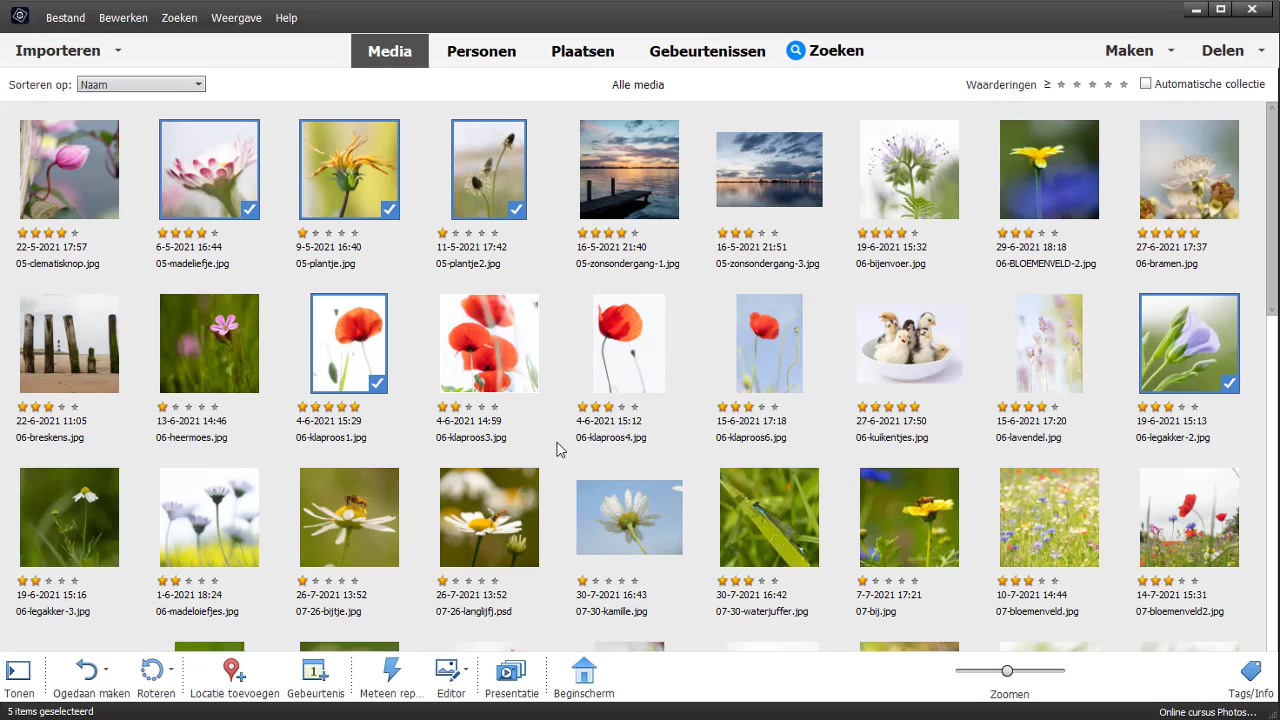 Bestand Bewerken Zoeken Weergave Help
Importeren Media Personen Plaatsen Gebeurtenissen Zoeken Maken Delen
Sorteren op: Naam Alle media Waarderingen ≥ Automatische collectie
22-5-2021 17:57 6-5-2021 16:44 9-5-2021 16:40 11-5-2021 17:42 16-5-2021 21:40 16-5-2021 21:51 19-6-2021 15:32 29-6-2021 18:18 27-6-2021 17:37
05-clematisknop.jpg 05-madeliefje.jpg 05-plantje.jpg 05-plantje2.jpg 05-zonsondergang-1.jpg 05-zonsondergang-3.jpg 06-bijenvoer.jpg 06-BLOEMENVELD-2.jpg 06-bramen.jpg
22-6-2021 11:05 13-6-2021 14:46 4-6-2021 15:29 4-6-2021 14:59 4-6-2021 15:12 15-6-2021 17:18 27-6-2021 17:50 15-6-2021 17:20 19-6-2021 15:13
06-breskens.jpg 06-heermoes.jpg 06-klaproos1.jpg 06-klaproos3.jpg 06-klaproos4.jpg 06-klaproos6.jpg 06-kuikentjes.jpg 06-lavendel.jpg 06-legakker-2.jpg
19-6-2021 15:16 1-6-2021 18:24 26-7-2021 13:52 26-7-2021 13:52 30-7-2021 16:43 30-7-2021 16:42 7-7-2021 17:21 10-7-2021 14:44 14-7-2021 15:31
06-legakker-3.jpg 06-madeloiefjes.jpg 07-26-bijtje.jpg 07-26-langlijfj.psd 07-30-kamille.jpg 07-30-waterjuffer.jpg 07-bij.jpg 07-bloemenveld.jpg 07-bloemenveld2.jpg
1
Tonen Ogedaan maken Roteren Locatie toevoegen Gebeurtenis Meteen rep... Editor Presentatie Beginscherm Zoomen Tags/Info
5 items geselecteerd Online cursus Photos...